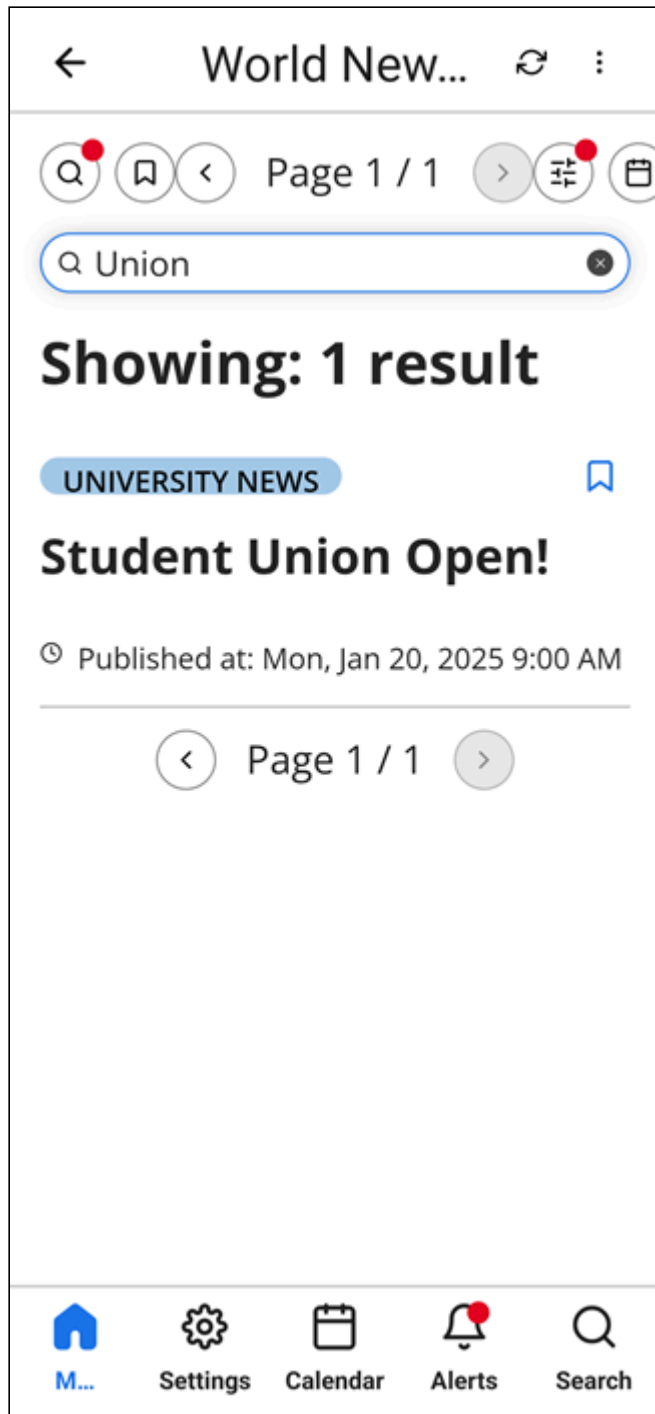 World New...
Page 1 / 1
Union
Showing: 1 result
UNIVERSITY NEWS
Student Union Open!
Published at: Mon, Jan 20, 2025 9:00 AM
Page 1 / 1
M... Settings Calendar Alerts Search